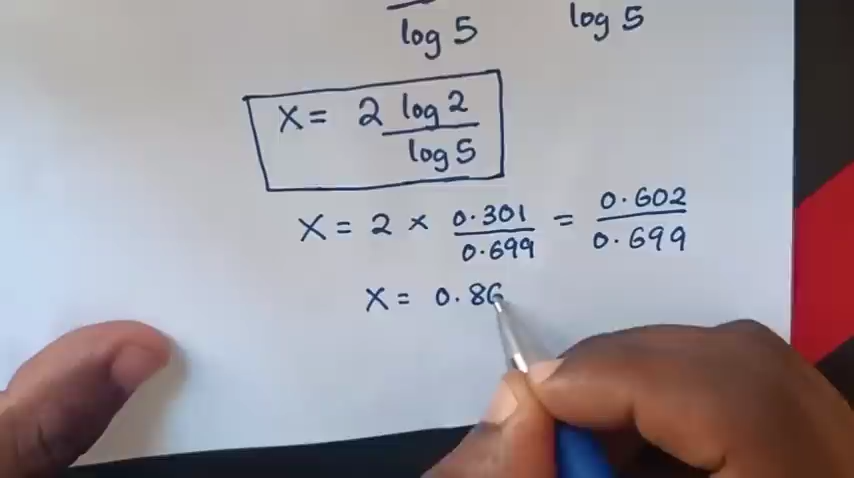 log 5 log 5
x = 2 log 2
log 5
x = 2 × 0.301 = 0.602
0.699 0.699
x = 0.86